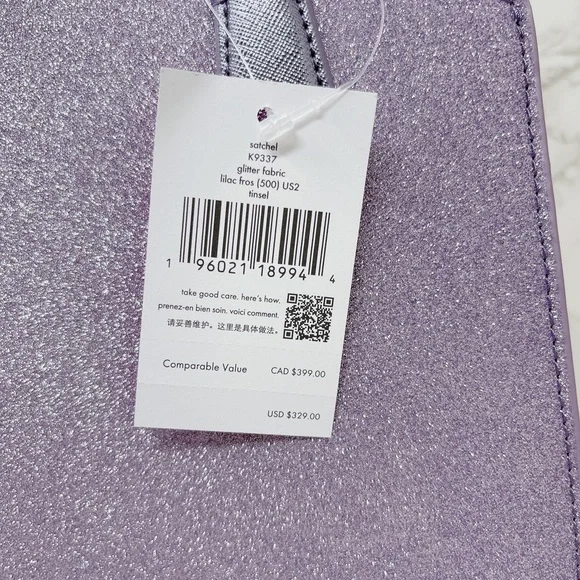 satchel
K9337
glitter fabric
lilac fros (500) US2
tinsel
1 96021 18994 4
take good care. here's how.
prenez-en bien soin. voici comment.
请妥善维护。这里是具体做法。
Comparable Value CAD $399.00
USD $329.00